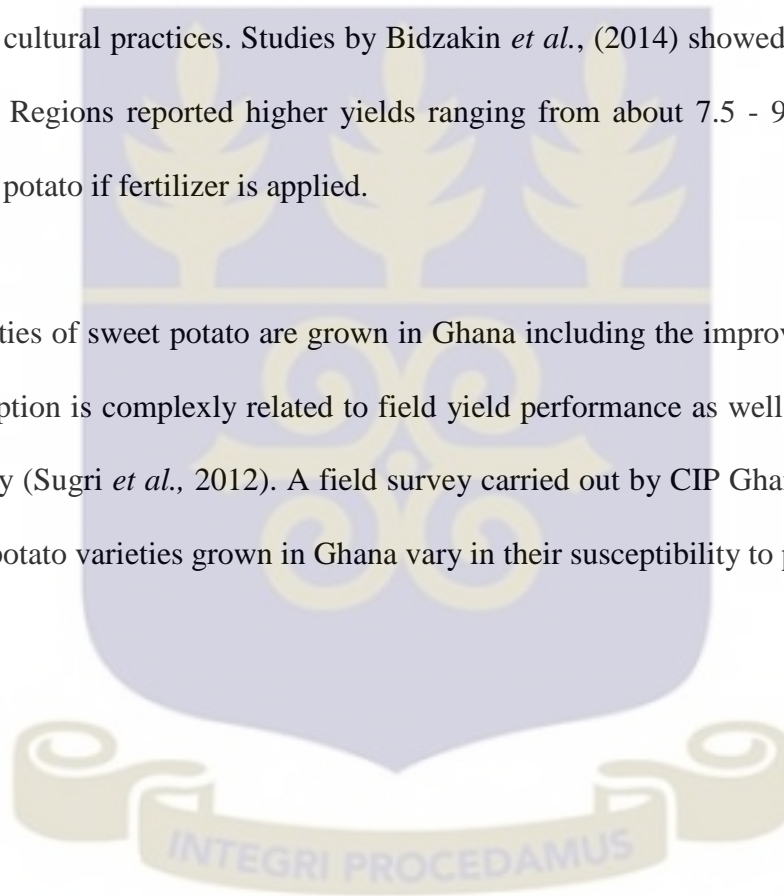 cultural practices. Studies by Bidzakin et al., (2014) showed
Regions reported higher yields ranging from about 7.5 - 9
potato if fertilizer is applied.
ties of sweet potato are grown in Ghana including the improv
ption is complexly related to field yield performance as well
y (Sugri et al., 2012). A field survey carried out by CIP Gha
potato varieties grown in Ghana vary in their susceptibility to p
INTEGRI PROCEDAMUS